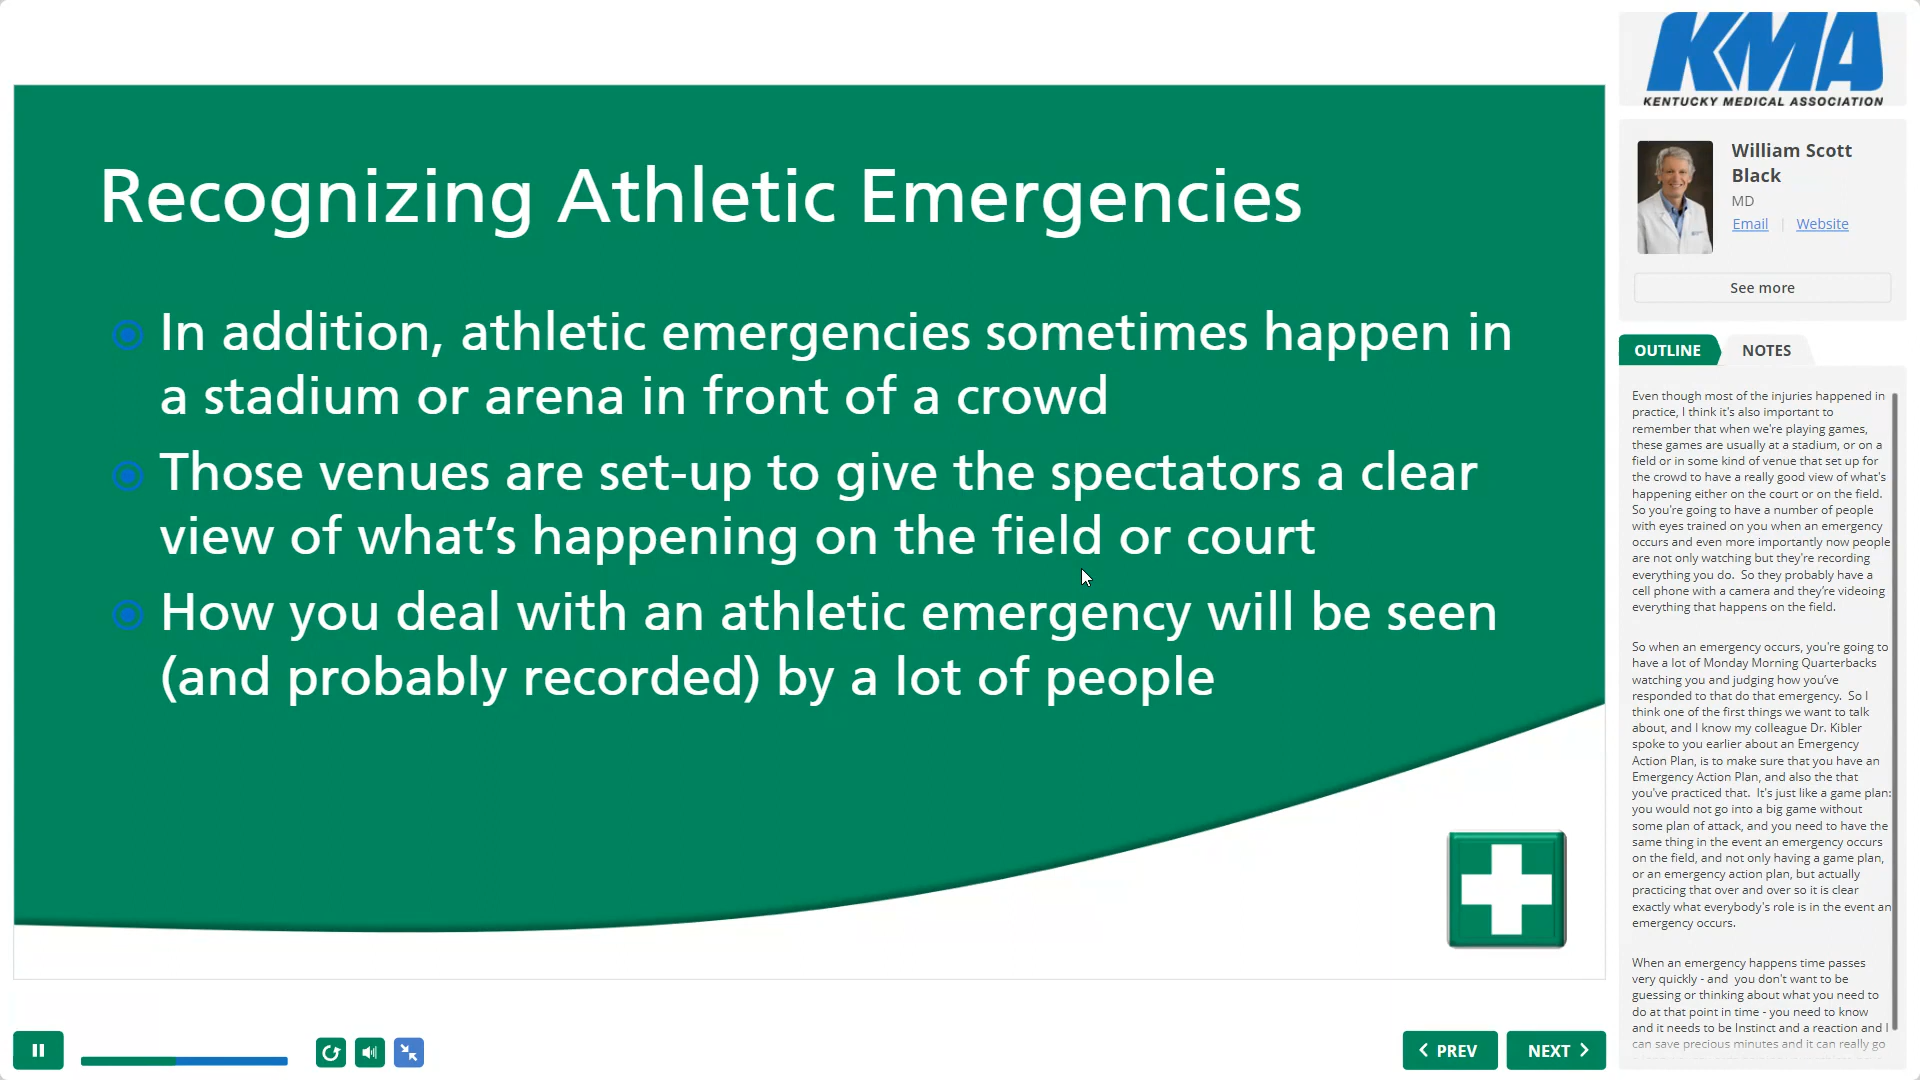 Recognizing Athletic Emergencies
In addition, athletic emergencies sometimes happen in
a stadium or arena in front of a crowd
Those venues are set-up to give the spectators a clear
view of what’s happening on the field or court
How you deal with an athletic emergency will be seen
(and probably recorded) by a lot of people
PREV
NEXT
KMA
KENTUCKY MEDICAL ASSOCIATION
William Scott
Black
MD
Email | Website
See more
OUTLINE NOTES
Even though most of the injuries happened in
practice, I think it's also important to
remember that when we're playing games,
these games are usually at a stadium, or on a
field or in some kind of venue that set up for
the crowd to have a really good view of what's
happening either on the court or on the field.
So you're going to have a number of people
with eyes trained on you when an emergency
occurs and even more importantly now people
are not only watching but they're recording
everything you do.  So they probably have a
cell phone with a camera and they’re videoing
everything that happens on the field.
So when an emergency occurs, you're going to
have a lot of Monday Morning Quarterbacks
watching you and judging how you’ve
responded to that do that emergency.  So I
think one of the first things we want to talk
about, and I know my colleague Dr. Kibler
spoke to you earlier about an Emergency
Action Plan, is to make sure that you have an
Emergency Action Plan, and also the that
you've practiced that.  It's just like a game plan:
you would not go into a big game without
some plan of attack, and you need to have the
same thing in the event an emergency occurs
on the field, and not only having a game plan,
or an emergency action plan, but actually
practicing that over and over so it is clear
exactly what everybody's role is in the event an
emergency occurs.
When an emergency happens time passes
very quickly - and  you don't want to be
guessing or thinking about what you need to
do at that point in time - you need to know
and it needs to be Instinct and a reaction and I
can save precious minutes and it can really go